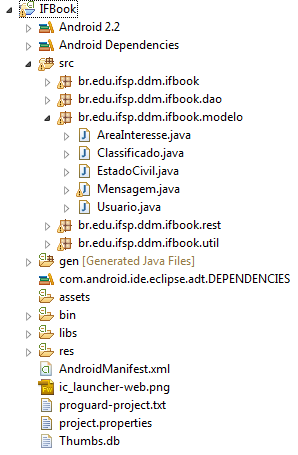 IFBook
Android 2.2
Android Dependencies
src
br.edu.ifsp.ddm.ifbook
br.edu.ifsp.ddm.ifbook.dao
br.edu.ifsp.ddm.ifbook.modelo
AreaInteresse.java
Classificado.java
EstadoCivil.java
Mensagem.java
Usuario.java
br.edu.ifsp.ddm.ifbook.rest
br.edu.ifsp.ddm.ifbook.util
gen [Generated Java Files]
com.android.ide.eclipse.adt.DEPENDENCIES
assets
bin
libs
res
AndroidManifest.xml
ic_launcher-web.png
proguard-project.txt
project.properties
Thumbs.db